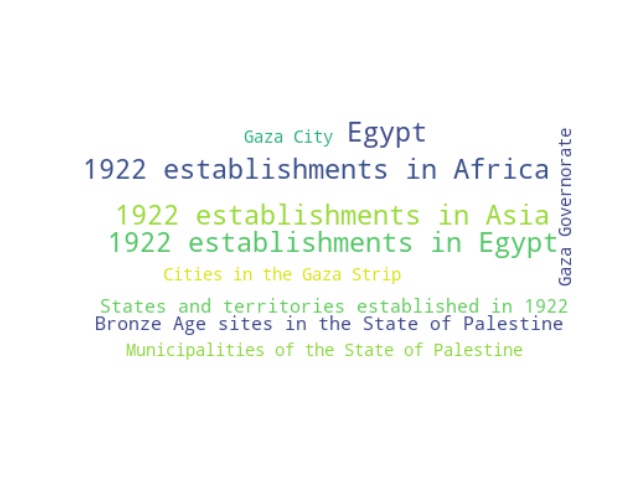 Gaza City
Egypt
1922 establishments in Africa
Gaza Governorate
1922 establishments in Asia
1922 establishments in Egypt
Cities in the Gaza Strip
States and territories established in 1922
Bronze Age sites in the State of Palestine
Municipalities of the State of Palestine